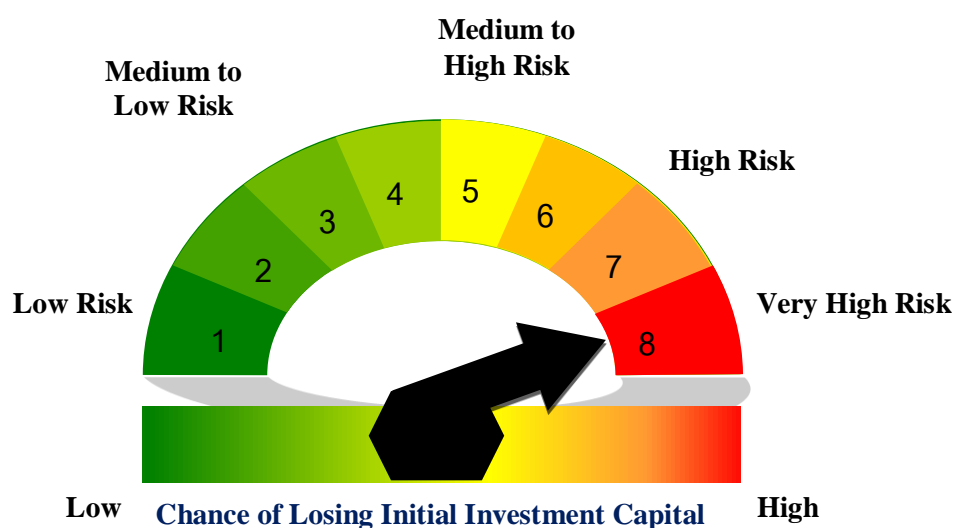 Medium to
High Risk
Medium to
Low Risk
High Risk
Low Risk
Very High Risk
1
2
3
4
5
6
7
8
Low
Chance of Losing Initial Investment Capital
High